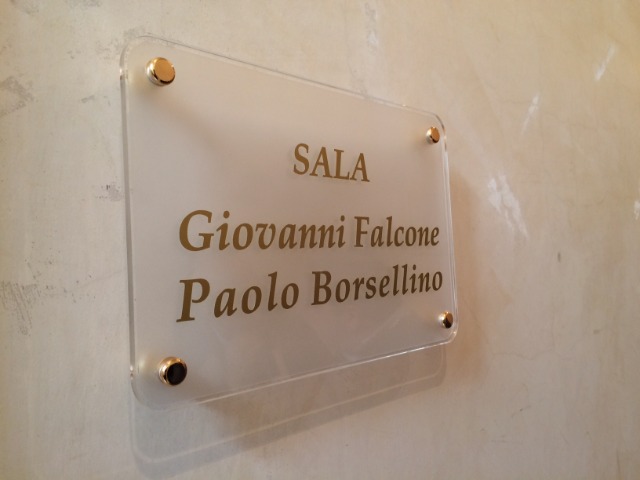 SALA
Giovanni Falcone
Paolo Borsellino